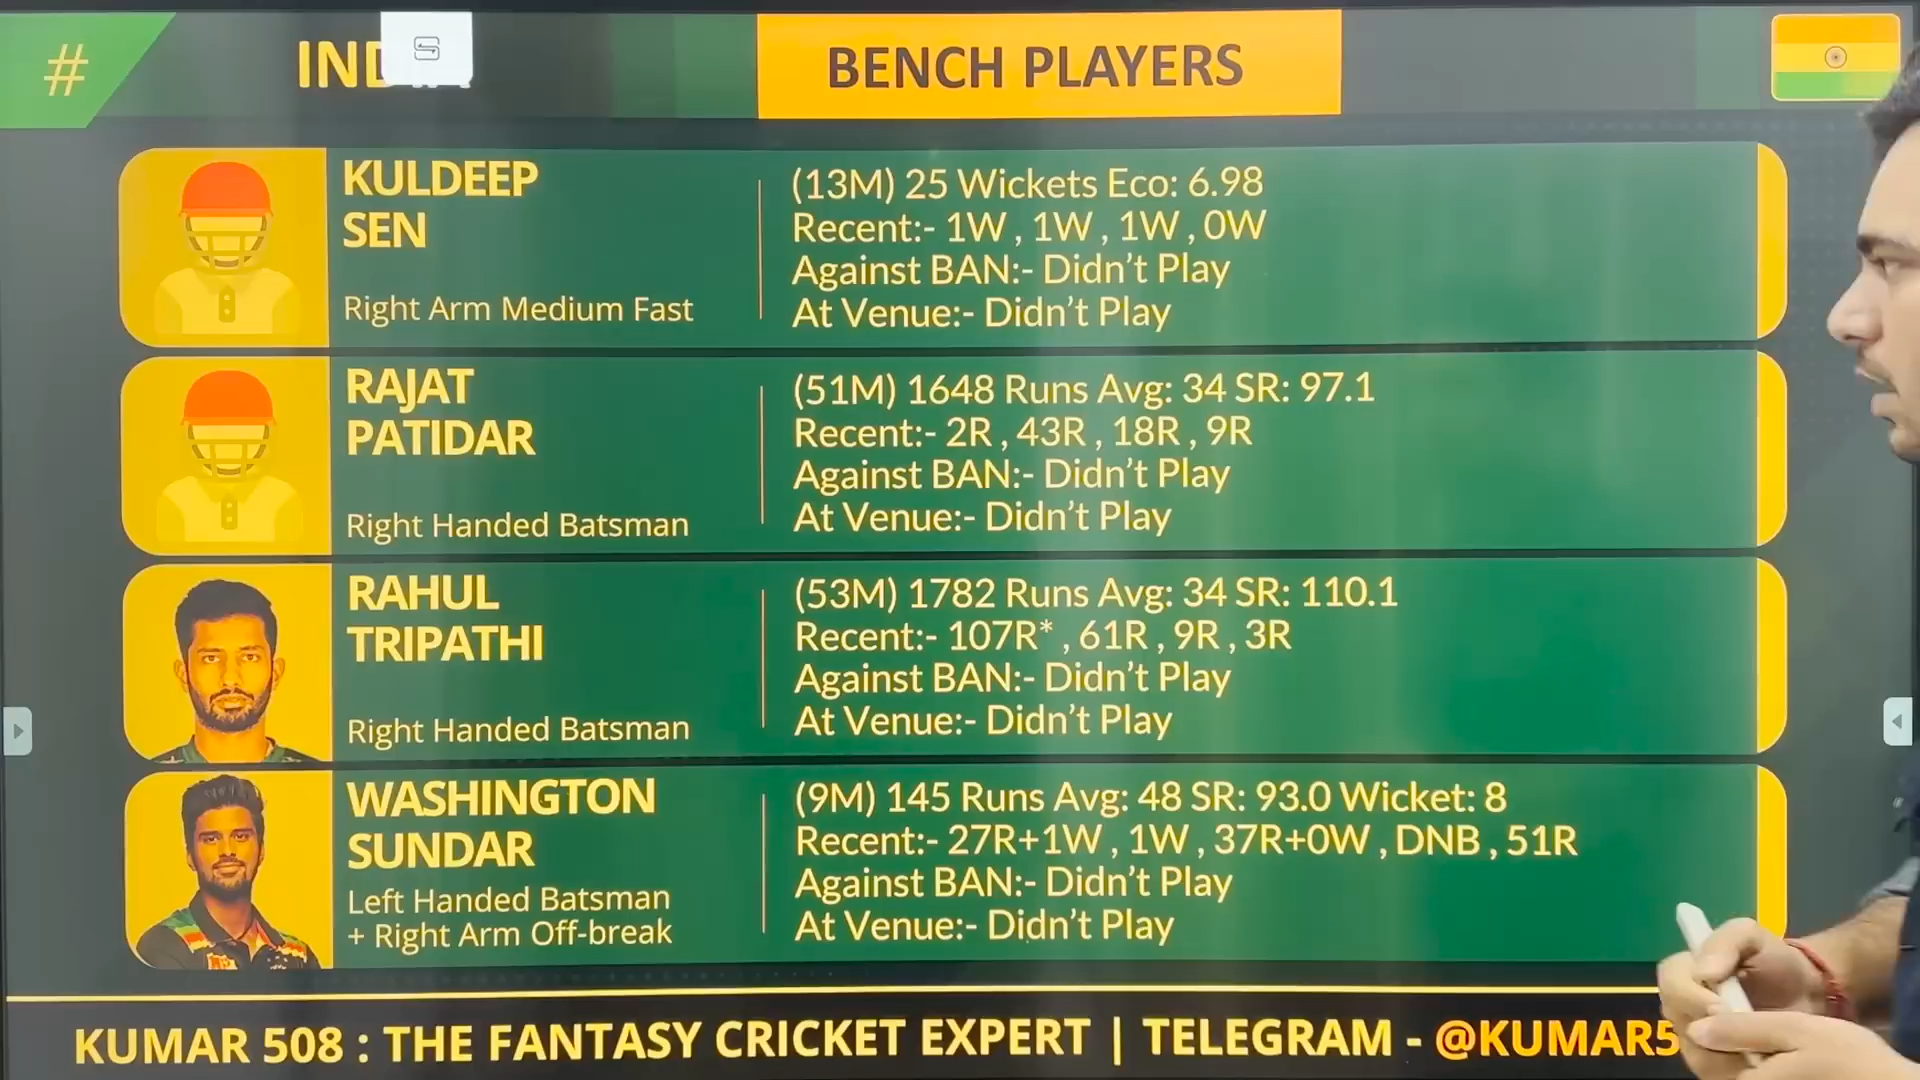 #
BENCH PLAYERS
KULDEEP
SEN
Right Arm Medium Fast
(13M) 25 Wickets Eco: 6.98
Recent:- 1W , 1W , 1W , 0W
Against BAN:- Didn't Play
At Venue:- Didn't Play
RAJAT
PATIDAR
Right Handed Batsman
(51M) 1648 Runs Avg: 34 SR: 97.1
Recent:- 2R , 43R , 18R , 9R
Against BAN:- Didn't Play
At Venue:- Didn't Play
RAHUL
TRIPATHI
Right Handed Batsman
(53M) 1782 Runs Avg: 34 SR: 110.1
Recent:- 107R* , 61R , 9R , 3R
Against BAN:- Didn't Play
At Venue:- Didn't Play
WASHINGTON
SUNDAR
Left Handed Batsman
+ Right Arm Off-break
(9M) 145 Runs Avg: 48 SR: 93.0 Wicket: 8
Recent:- 27R+1W , 1W , 37R+0W , DNB , 51R
Against BAN:- Didn't Play
At Venue:- Didn't Play
KUMAR 508 : THE FANTASY CRICKET EXPERT | TELEGRAM - @KUMAR5